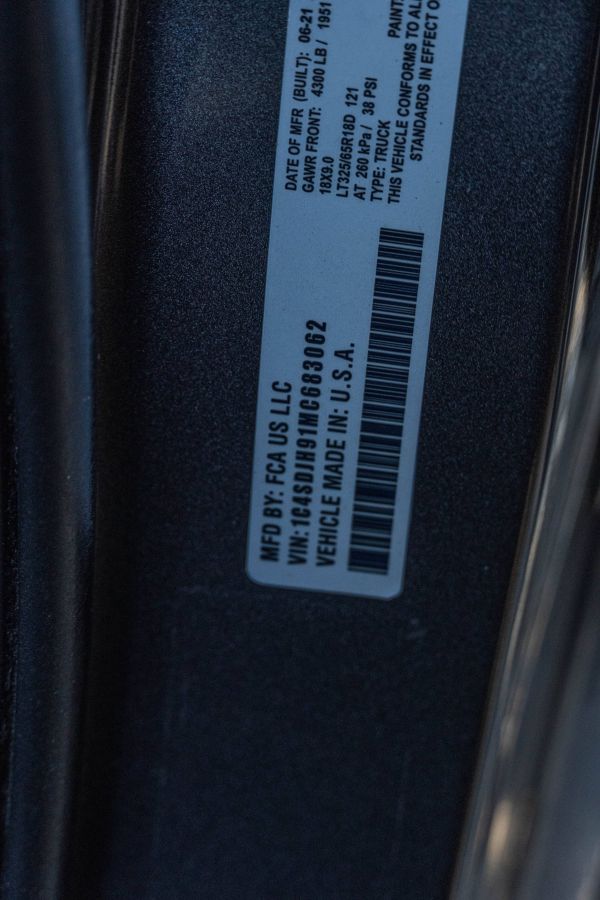 MFD BY: FCA US LLC
VIN: 1C4SDJH91MC683062
VEHICLE MADE IN: U.S.A.
DATE OF MFR (BUILT): 06-21
GAWR FRONT: 4300 LB / 1951
18X9.0
LT325/65R18D 121
AT 260 kPa / 38 PSI
TYPE: TRUCK PAINT:
THIS VEHICLE CONFORMS TO
STANDARDS IN EFFECT